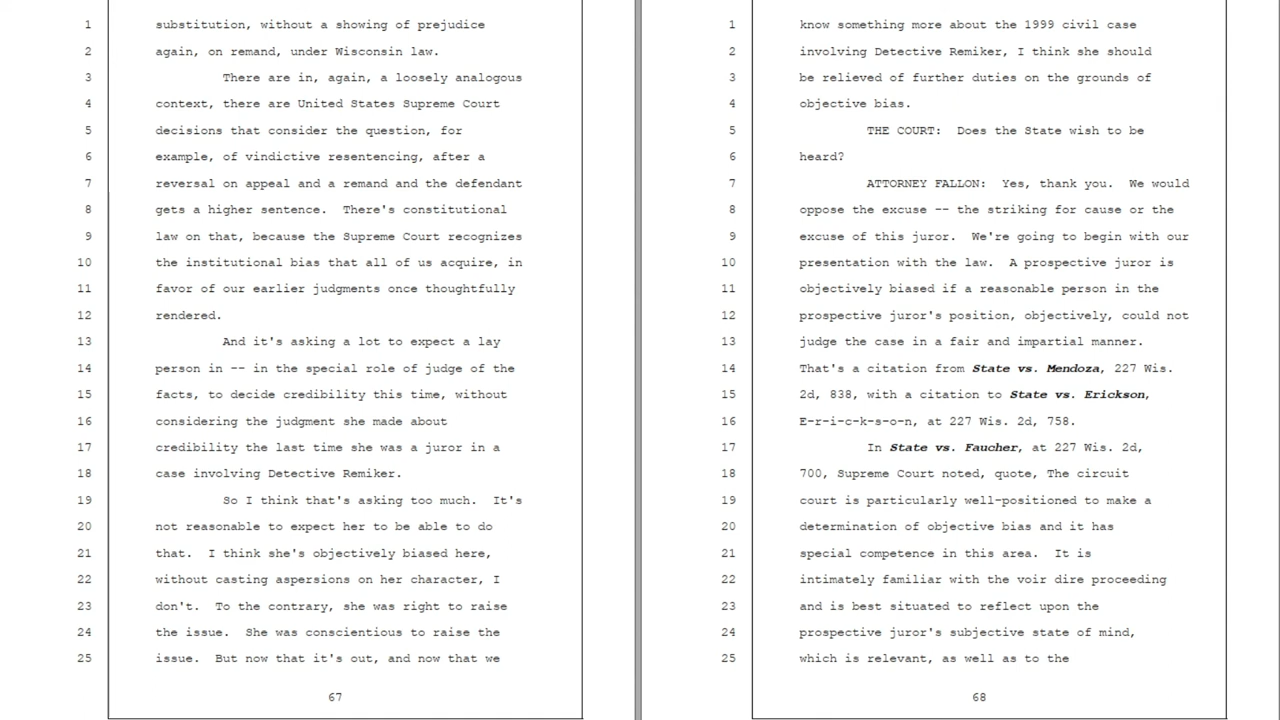 1 substitution, without a showing of prejudice
2 again, on remand, under Wisconsin law.
3 There are in, again, a loosely analogous
4 context, there are United States Supreme Court
5 decisions that consider the question, for
6 example, of vindictive resentencing, after a
7 reversal on appeal and a remand and the defendant
8 gets a higher sentence. There's constitutional
9 law on that, because the Supreme Court recognizes
10 the institutional bias that all of us acquire, in
11 favor of our earlier judgments once thoughtfully
12 rendered.
13 And it's asking a lot to expect a lay
14 person in -- in the special role of judge of the
15 facts, to decide credibility this time, without
16 considering the judgment she made about
17 credibility the last time she was a juror in a
18 case involving Detective Remiker.
19 So I think that's asking too much. It's
20 not reasonable to expect her to be able to do
21 that. I think she's objectively biased here,
22 without casting aspersions on her character, I
23 don't. To the contrary, she was right to raise
24 the issue. She was conscientious to raise the
25 issue. But now that it's out, and now that we
67
1 know something more about the 1999 civil case
2 involving Detective Remiker, I think she should
3 be relieved of further duties on the grounds of
4 objective bias.
5 THE COURT: Does the State wish to be
6 heard?
7 ATTORNEY FALLON: Yes, thank you. We would
8 oppose the excuse -- the striking for cause or the
9 excuse of this juror. We're going to begin with our
10 presentation with the law. A prospective juror is
11 objectively biased if a reasonable person in the
12 prospective juror's position, objectively, could not
13 judge the case in a fair and impartial manner.
14 That's a citation from State vs. Mendoza, 227 Wis.
15 2d, 838, with a citation to State vs. Erickson,
16 E-r-i-c-k-s-o-n, at 227 Wis. 2d, 758.
17 In State vs. Faucher, at 227 Wis. 2d,
18 700, Supreme Court noted, quote, The circuit
19 court is particularly well-positioned to make a
20 determination of objective bias and it has
21 special competence in this area. It is
22 intimately familiar with the voir dire proceeding
23 and is best situated to reflect upon the
24 prospective juror's subjective state of mind,
25 which is relevant, as well as to the
68